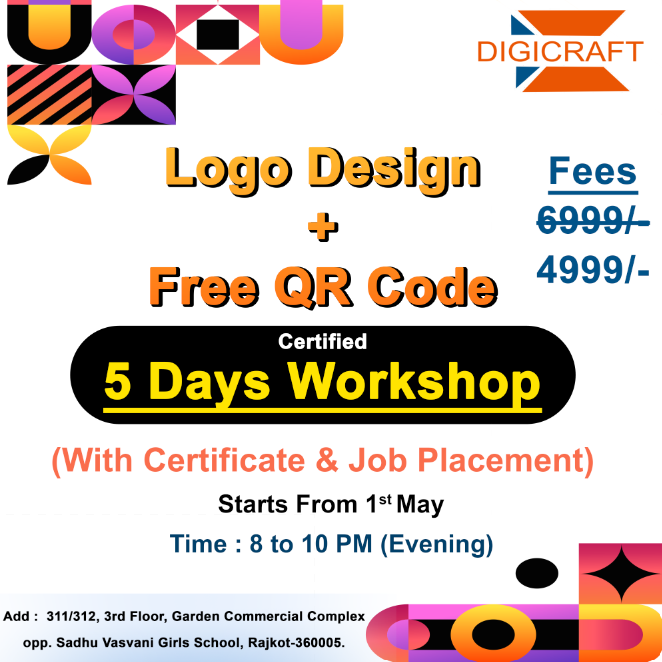 DIGICRAFT
Logo Design
+
Free QR Code
Fees
6999/-
4999/-
Certified
5 Days Workshop
(With Certificate & Job Placement)
Starts From 1st May
Time : 8 to 10 PM (Evening)
Add : 311/312, 3rd Floor, Garden Commercial Complex
opp. Sadhu Vasvani Girls School, Rajkot-360005.